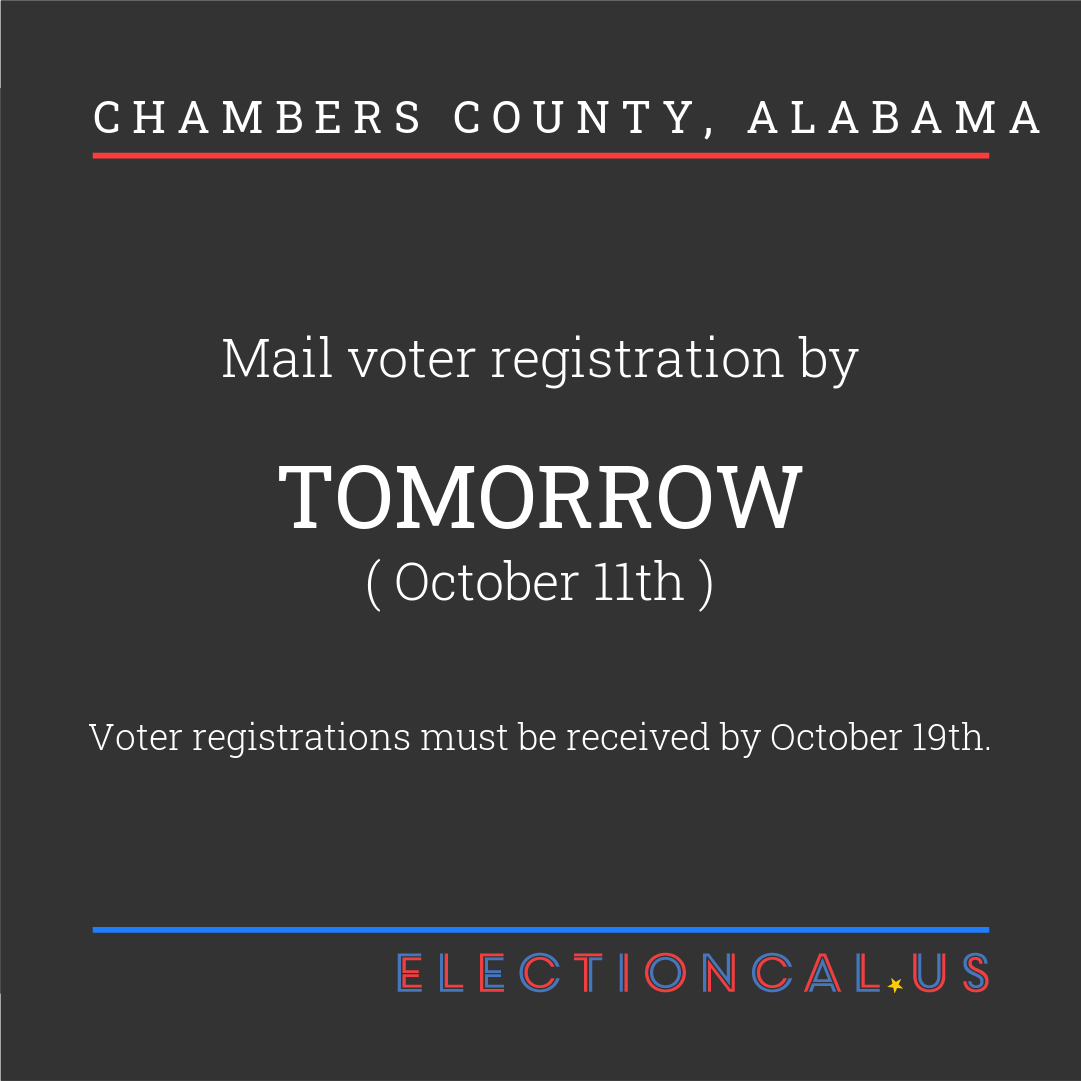 CHAMBERS COUNTY, ALABAMA
Mail voter registration by
TOMORROW
( October 11th )
Voter registrations must be received by October 19th.
ELECTIONCAL.US